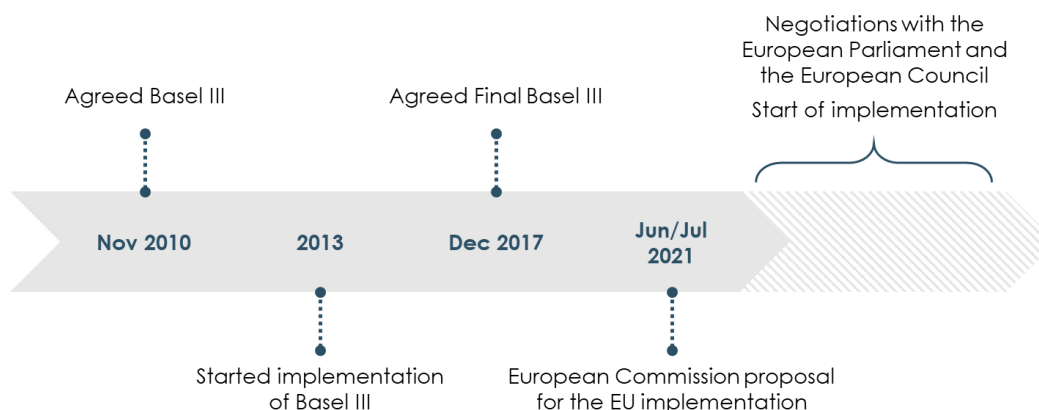 Negotiations with the
European Parliament and
the European Council
Start of implementation
Agreed Basel III
Agreed Final Basel III
Nov 2010
2013
Dec 2017
Jun/Jul
2021
Started implementation
of Basel III
European Commission proposal
for the EU implementation